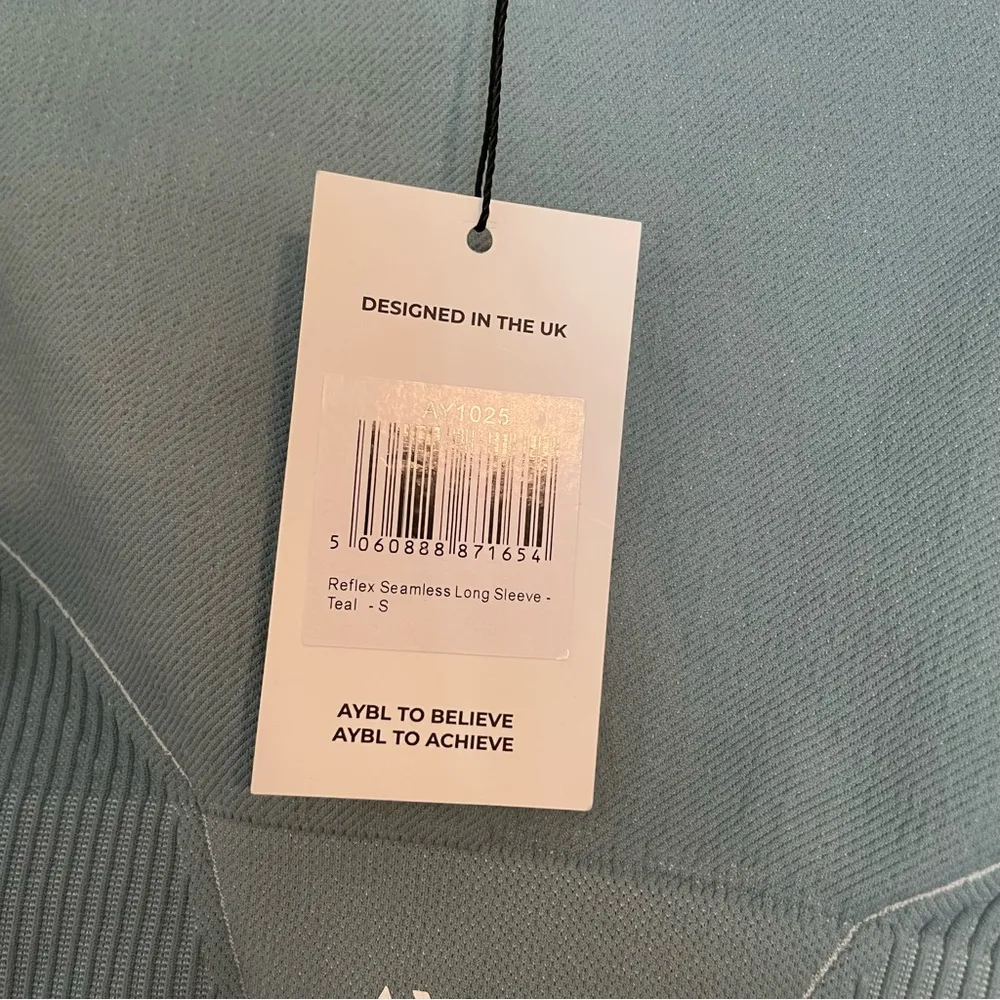 DESIGNED IN THE UK
AY1025
5 060888 871654
Reflex Seamless Long Sleeve -
Teal - S
AYBL TO BELIEVE
AYBL TO ACHIEVE